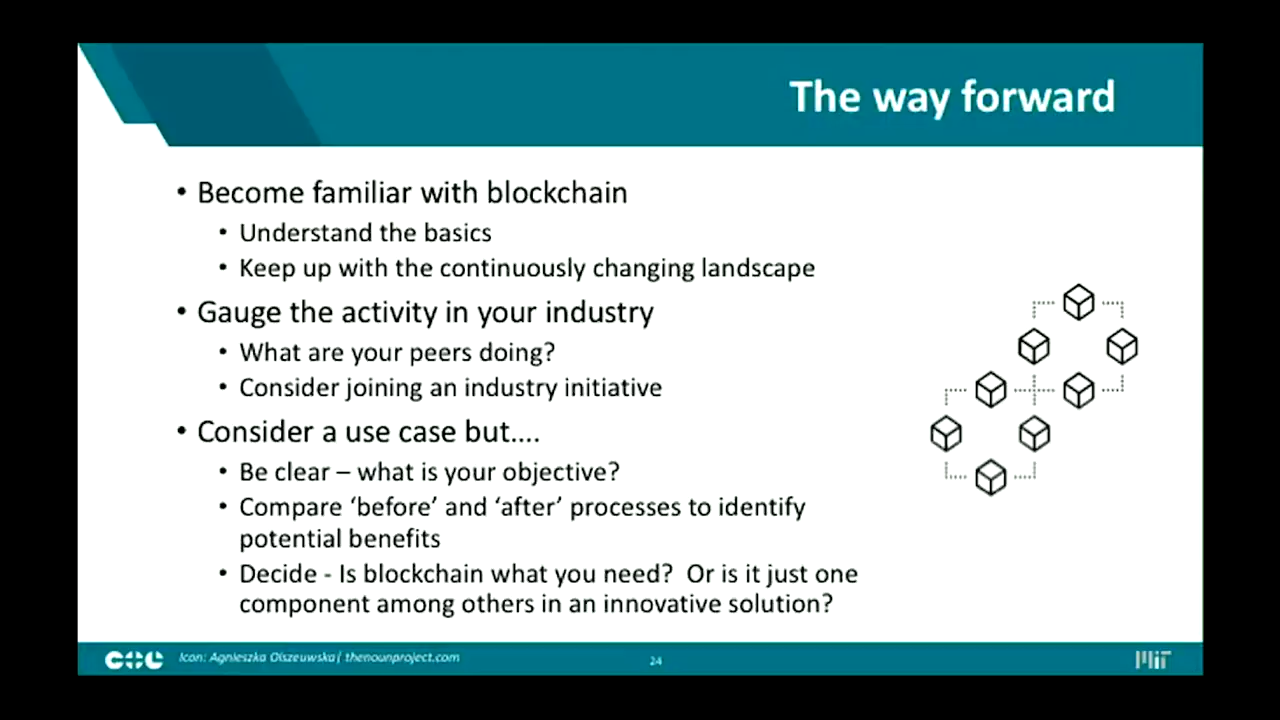 The way forward
• Become familiar with blockchain
• Understand the basics
• Keep up with the continuously changing landscape
• Gauge the activity in your industry
• What are your peers doing?
• Consider joining an industry initiative
• Consider a use case but....
• Be clear – what is your objective?
• Compare ‘before’ and ‘after’ processes to identify
potential benefits
• Decide - Is blockchain what you need?  Or is it just one
component among others in an innovative solution?
Icon: Agnieszka Olszeuwska| thenounproject.com
24
MIT